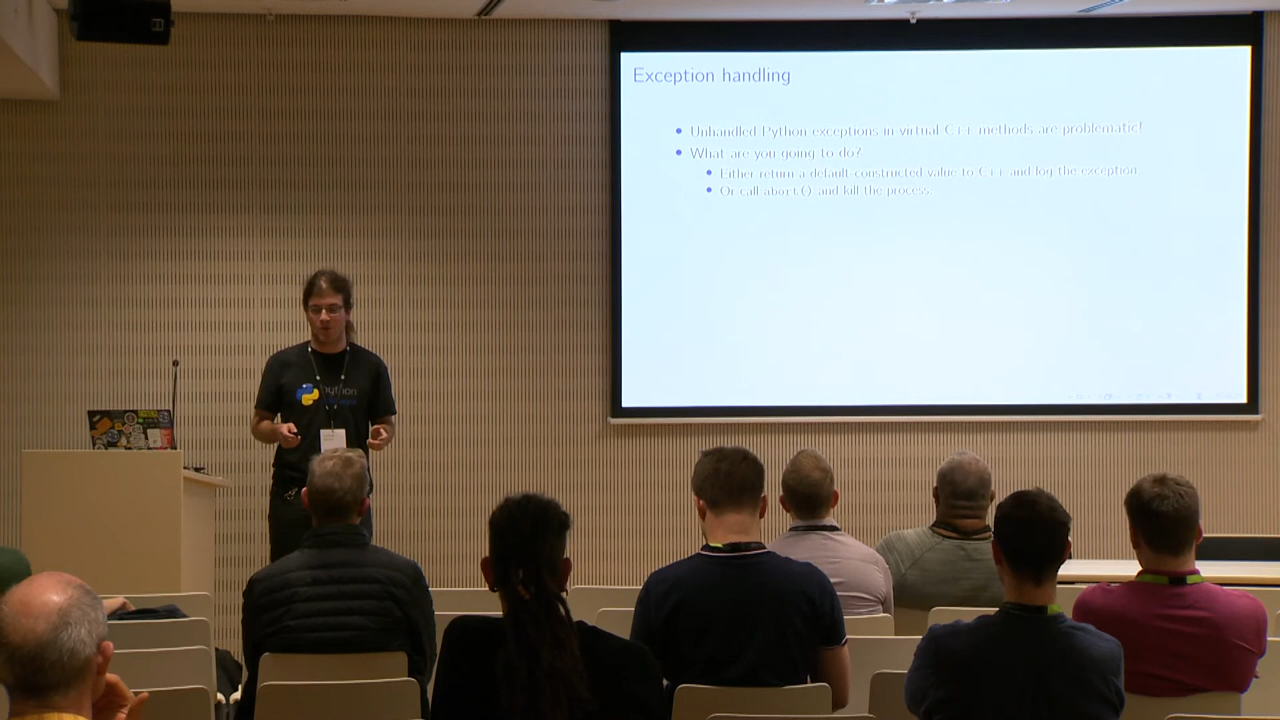 Exception handling
Unhandled Python exceptions in virtual C++ methods are problematic!
What are you going to do?
Either return a default-constructed value to C++ and log the exception.
Or call abort() and kill the process.
python